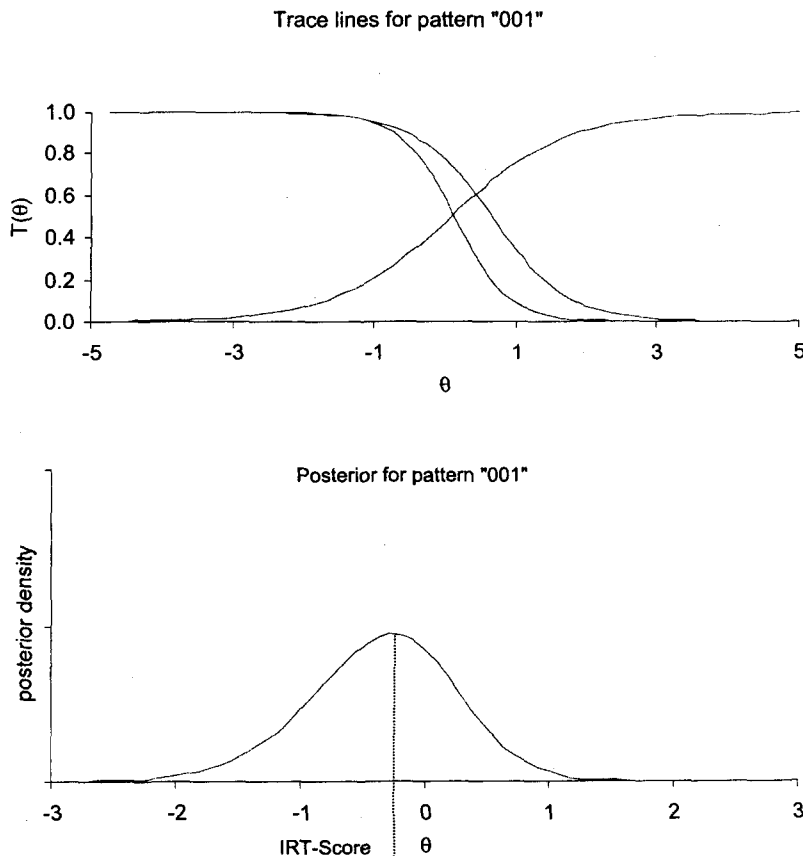 Trace lines for pattern "001"
T(θ)
1.0
0.8
0.6
0.4
0.2
0.0
-5 -3 -1 1 3 5
θ
Posterior for pattern "001"
posterior density
-3 -2 -1 0 1 2 3
IRT-Score θ